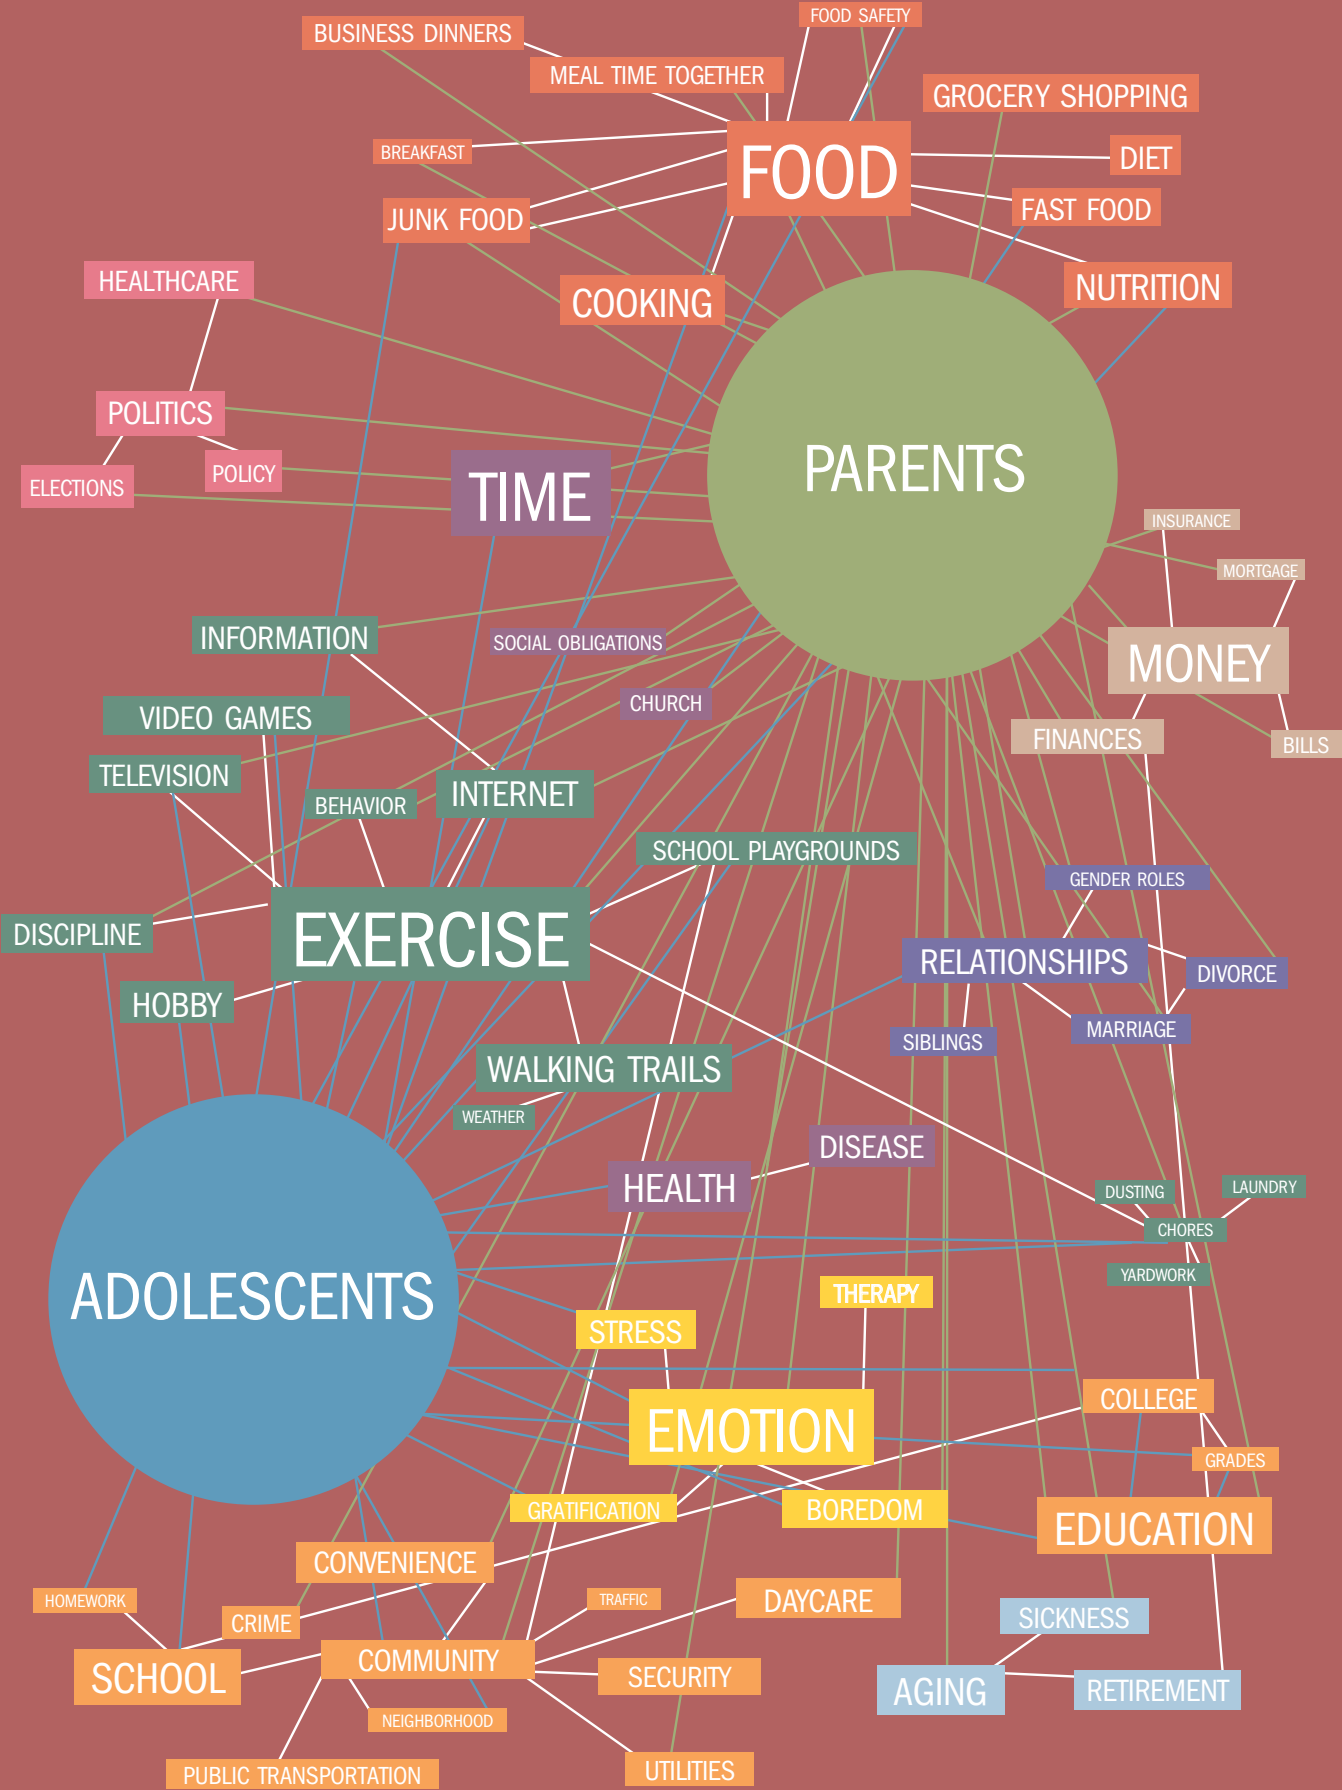 FOOD SAFETY
BUSINESS DINNERS
MEAL TIME TOGETHER
GROCERY SHOPPING
BREAKFAST
FOOD
DIET
JUNK FOOD
FAST FOOD
HEALTHCARE
COOKING
NUTRITION
POLITICS
POLICY
ELECTIONS
TIME
PARENTS
INSURANCE
MORTGAGE
INFORMATION
SOCIAL OBLIGATIONS
MONEY
CHURCH
VIDEO GAMES
FINANCES
BILLS
TELEVISION
BEHAVIOR
INTERNET
SCHOOL PLAYGROUNDS
GENDER ROLES
DISCIPLINE
EXERCISE
RELATIONSHIPS
DIVORCE
HOBBY
MARRIAGE
SIBLINGS
WALKING TRAILS
WEATHER
DISEASE
HEALTH
DUSTING
LAUNDRY
CHORES
YARDWORK
ADOLESCENTS
THERAPY
STRESS
EMOTION
COLLEGE
GRADES
GRATIFICATION
BOREDOM
EDUCATION
CONVENIENCE
HOMEWORK
TRAFFIC
DAYCARE
CRIME
SICKNESS
COMMUNITY
SCHOOL
SECURITY
AGING
RETIREMENT
NEIGHBORHOOD
PUBLIC TRANSPORTATION
UTILITIES